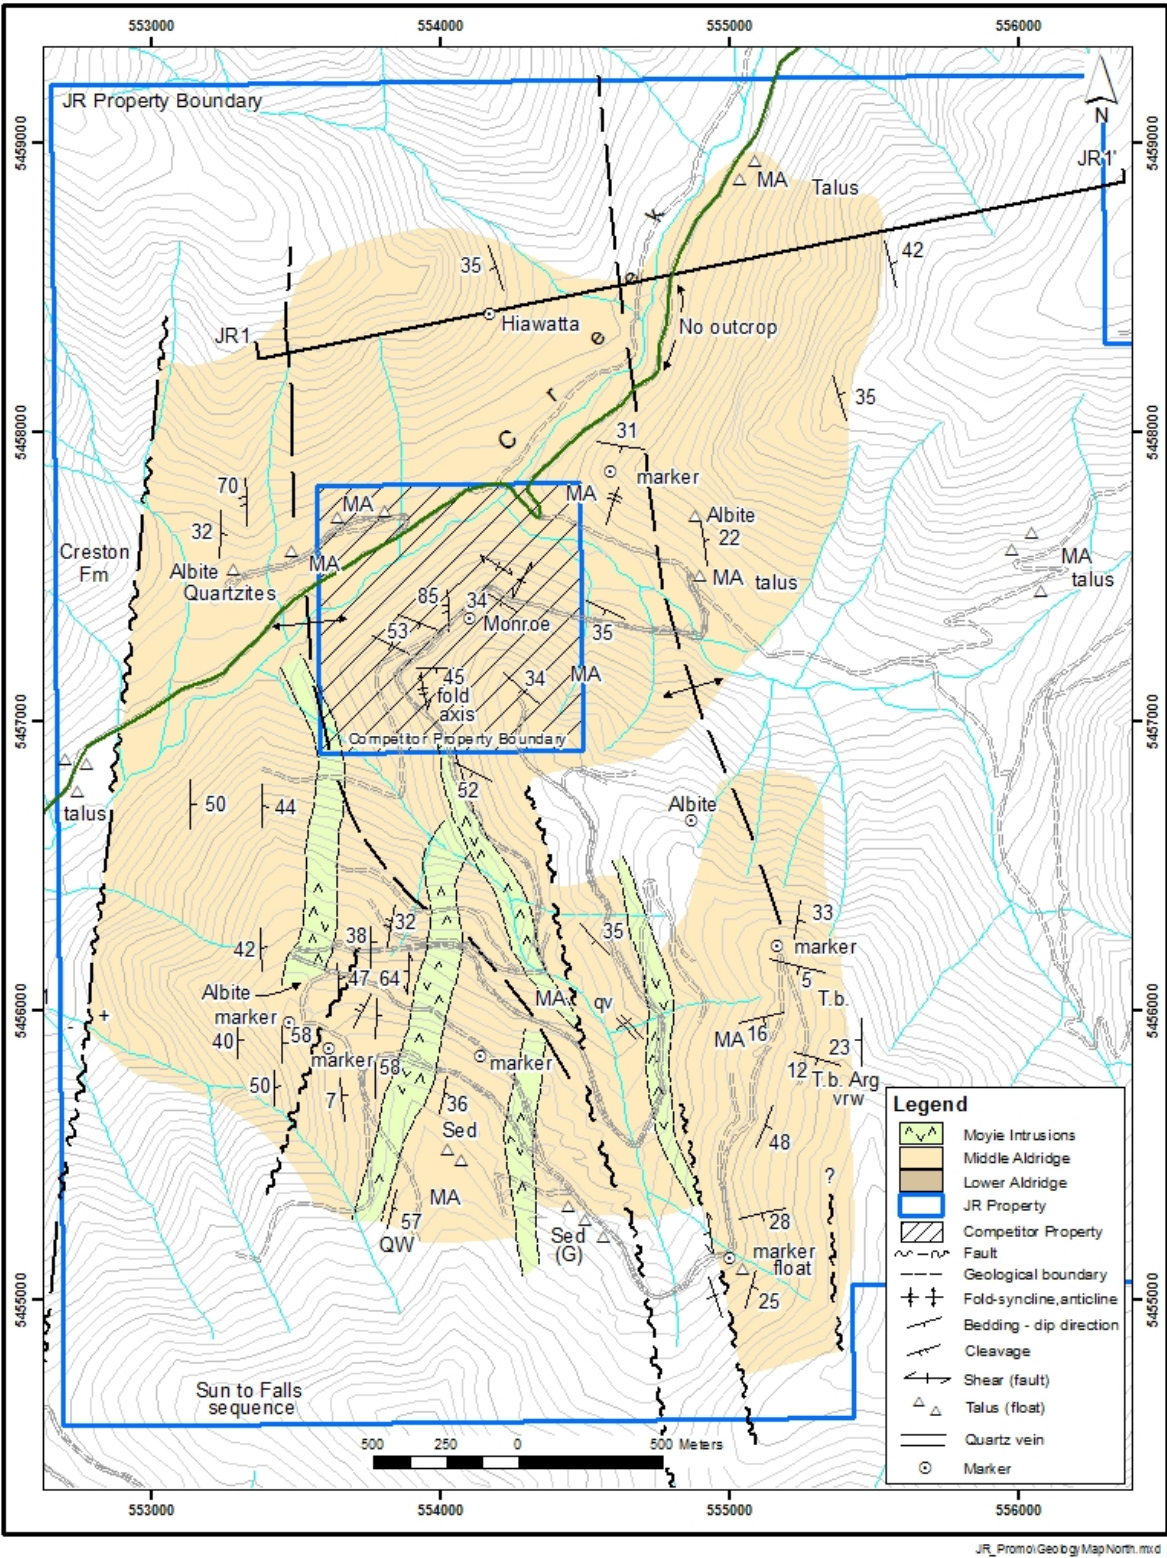 553000 554000 555000 556000
JR Property Boundary
N
5459000 5459000
JR1'
MA Talus
k
42
35
e
Hiawatta
JR1
No outcrop
e
r
35
C
5458000 5458000
31
marker
70
MA
MA
Albite
22
32
Creston
Fm
MA
Albite
Quartzites
MA talus
MA
talus
85
34
Monroe
53
35
45
fold
axis
34
MA
5457000 5457000
Competitor Property Boundary
52
50
44
talus
Albite
33
32
35
38
42
marker
47
64
5
T.b.
Albite
marker
MA
qv
5456000 5456000
- +
16
MA
40
58
23
marker
58
marker
12
T.b. Arg
vrw
50
7
36
Sed
48
?
MA
57
QW
28
Sed
(G)
marker
float
25
5455000 5455000
Sun to Falls
sequence
500 250 0 500 Meters
Legend
Moyie Intrusions
Middle Aldridge
Lower Aldridge
JR Property
Competitor Property
Fault
Geological boundary
Fold-syncline,anticline
Bedding - dip direction
Cleavage
Shear (fault)
Talus (float)
Quartz vein
Marker
553000 554000 555000 556000
JR_Promo\GeologyMapNorth.mxd